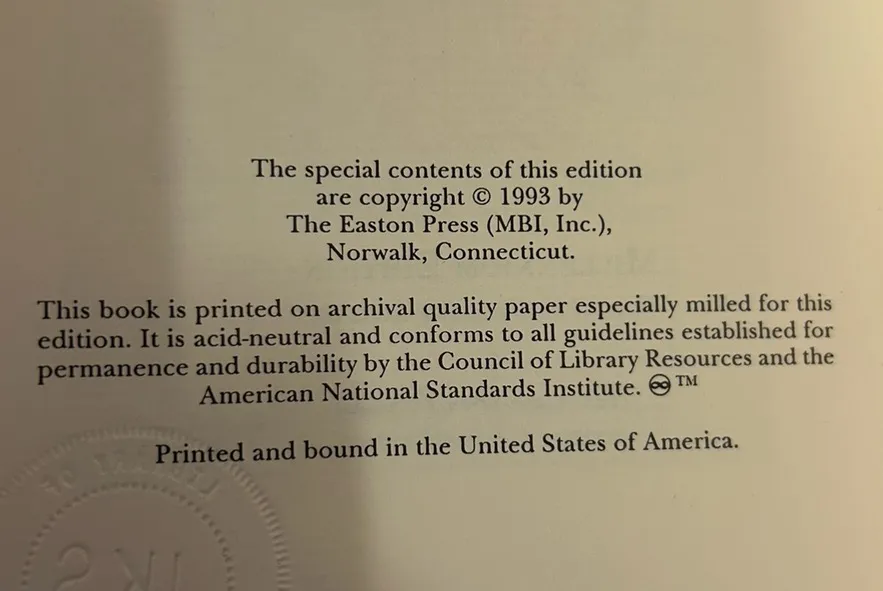 The special contents of this edition
are copyright © 1993 by
The Easton Press (MBI, Inc.),
Norwalk, Connecticut.
This book is printed on archival quality paper especially milled for this
edition. It is acid-neutral and conforms to all guidelines established for
permanence and durability by the Council of Library Resources and the
American National Standards Institute. ♾™
Printed and bound in the United States of America.